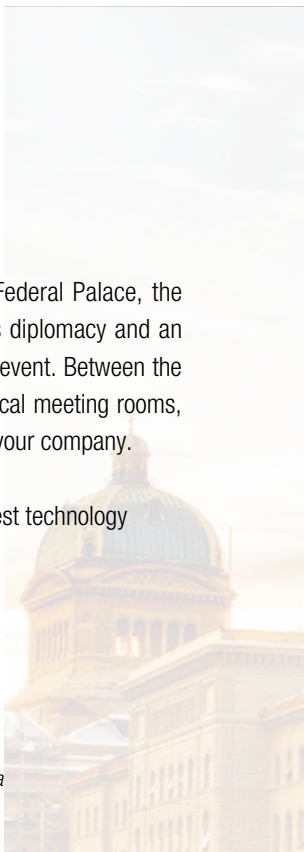 Federal Palace, the
diplomacy and an
event. Between the
cal meeting rooms,
your company.
est technology
a